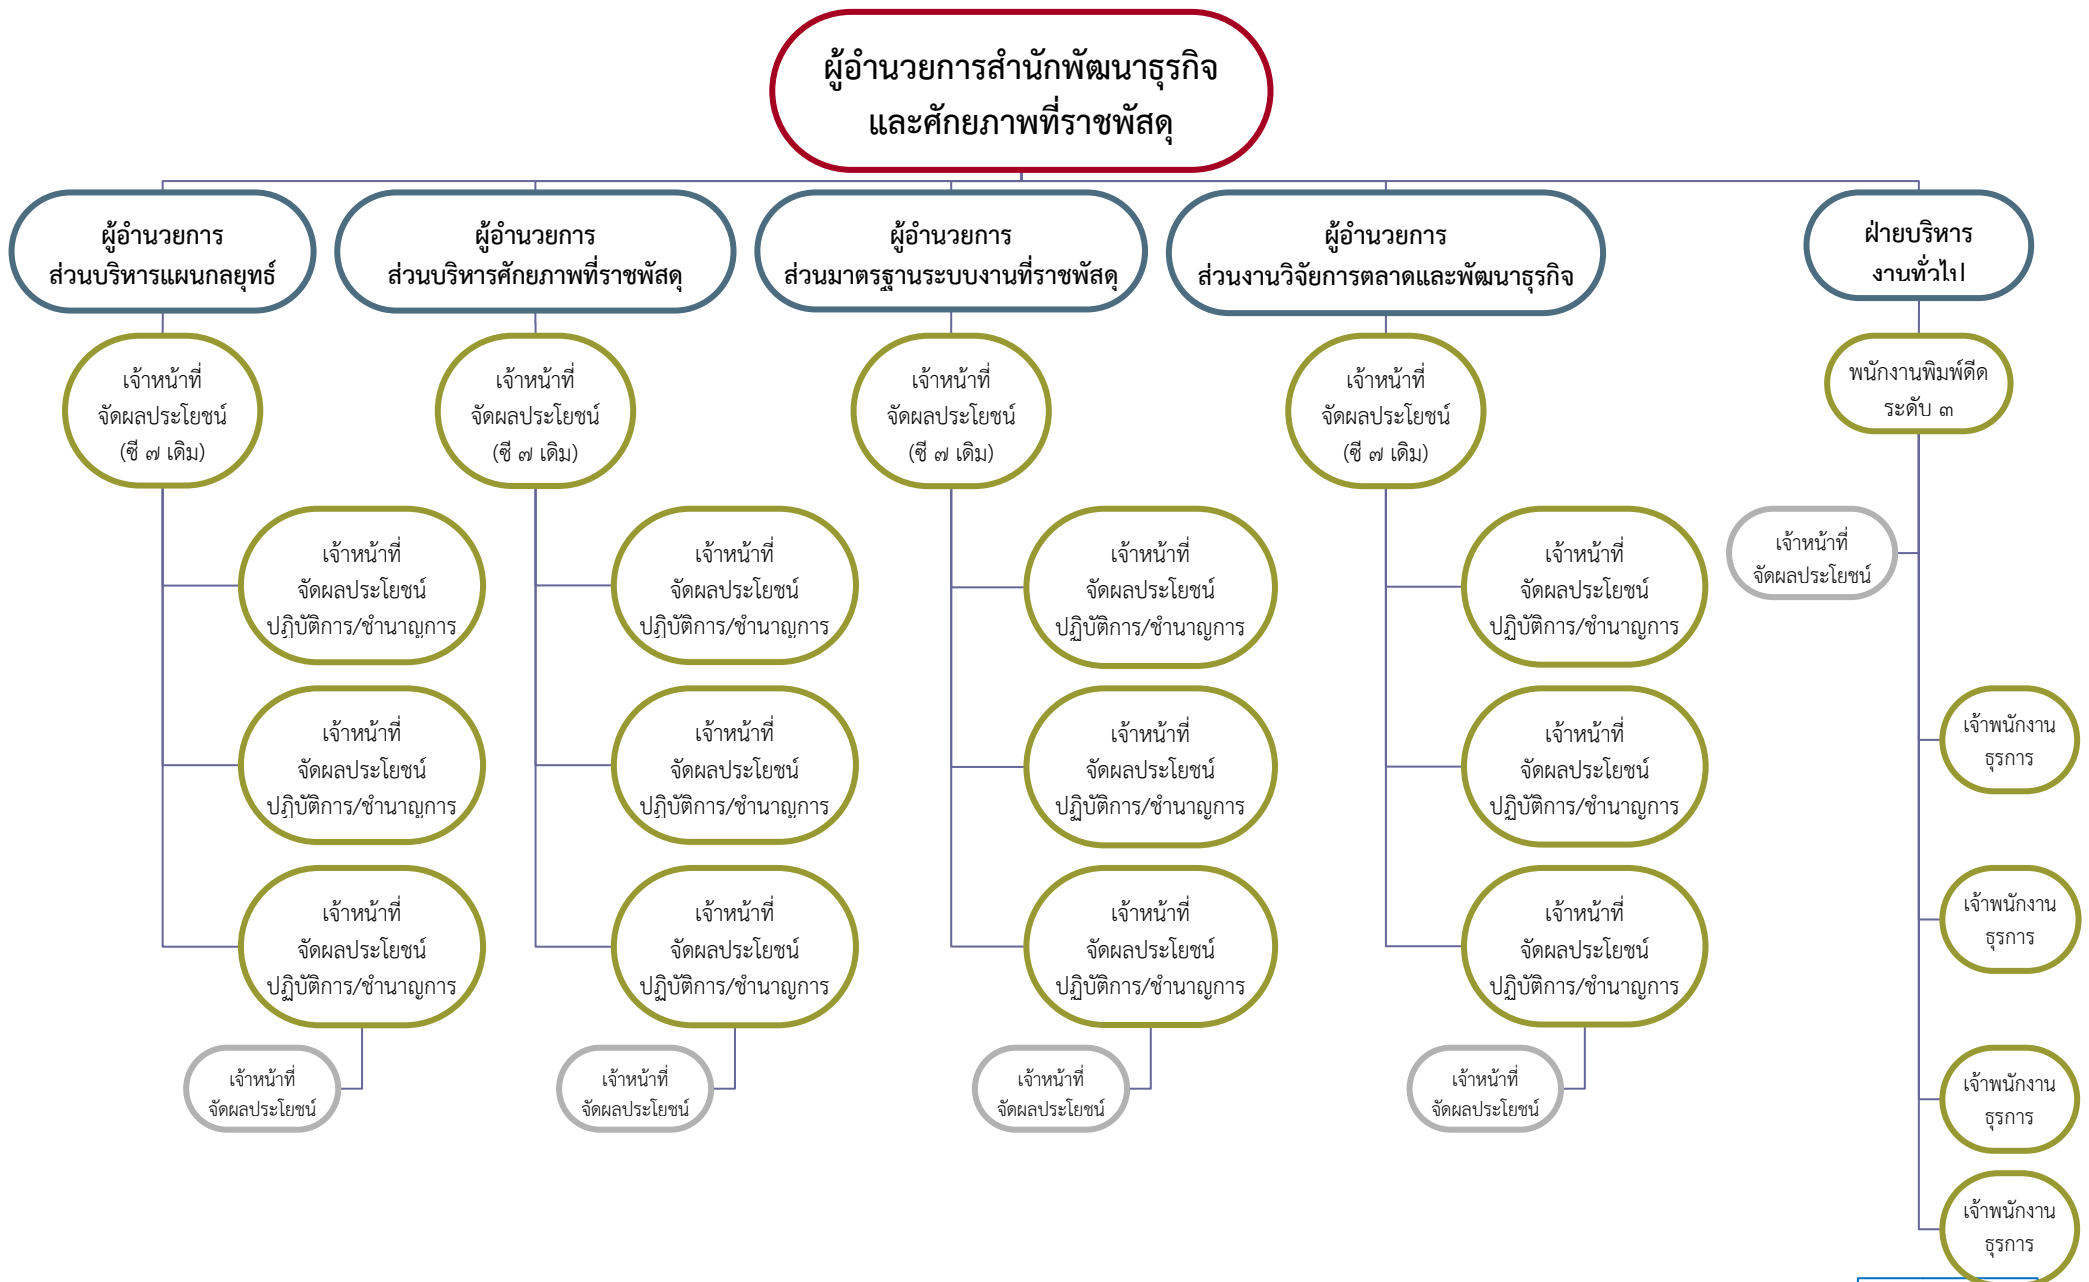 ผู้อำนวยการสำนักพัฒนาธุรกิจ
และศักยภาพที่ราชพัสดุ
ผู้อำนวยการ
ส่วนบริหารแผนกลยุทธ์
ผู้อำนวยการ
ส่วนบริหารศักยภาพที่ราชพัสดุ
ผู้อำนวยการ
ส่วนมาตรฐานระบบงานที่ราชพัสดุ
ผู้อำนวยการ
ส่วนงานวิจัยการตลาดและพัฒนาธุรกิจ
ฝ่ายบริหาร
งานทั่วไป
เจ้าหน้าที่
จัดผลประโยชน์
(ซี ๗ เดิม)
เจ้าหน้าที่
จัดผลประโยชน์
(ซี ๗ เดิม)
เจ้าหน้าที่
จัดผลประโยชน์
(ซี ๗ เดิม)
เจ้าหน้าที่
จัดผลประโยชน์
(ซี ๗ เดิม)
พนักงานพิมพ์ดีด
ระดับ ๓
เจ้าหน้าที่
จัดผลประโยชน์
ปฏิบัติการ/ชำนาญการ
เจ้าหน้าที่
จัดผลประโยชน์
ปฏิบัติการ/ชำนาญการ
เจ้าหน้าที่
จัดผลประโยชน์
ปฏิบัติการ/ชำนาญการ
เจ้าหน้าที่
จัดผลประโยชน์
ปฏิบัติการ/ชำนาญการ
เจ้าหน้าที่
จัดผลประโยชน์
เจ้าหน้าที่
จัดผลประโยชน์
ปฏิบัติการ/ชำนาญการ
เจ้าหน้าที่
จัดผลประโยชน์
ปฏิบัติการ/ชำนาญการ
เจ้าหน้าที่
จัดผลประโยชน์
ปฏิบัติการ/ชำนาญการ
เจ้าหน้าที่
จัดผลประโยชน์
ปฏิบัติการ/ชำนาญการ
เจ้าพนักงาน
ธุรการ
เจ้าหน้าที่
จัดผลประโยชน์
ปฏิบัติการ/ชำนาญการ
เจ้าหน้าที่
จัดผลประโยชน์
ปฏิบัติการ/ชำนาญการ
เจ้าหน้าที่
จัดผลประโยชน์
ปฏิบัติการ/ชำนาญการ
เจ้าหน้าที่
จัดผลประโยชน์
ปฏิบัติการ/ชำนาญการ
เจ้าพนักงาน
ธุรการ
เจ้าหน้าที่
จัดผลประโยชน์
เจ้าหน้าที่
จัดผลประโยชน์
เจ้าหน้าที่
จัดผลประโยชน์
เจ้าหน้าที่
จัดผลประโยชน์
เจ้าพนักงาน
ธุรการ
เจ้าพนักงาน
ธุรการ